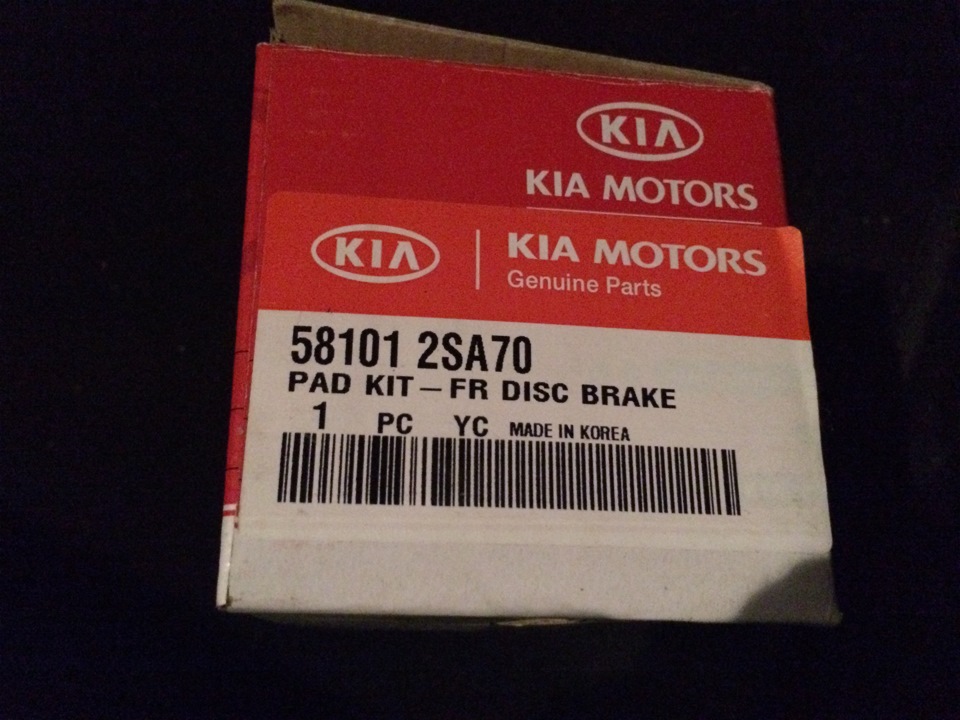 KIA
KIA MOTORS
KIA
KIA MOTORS
Genuine Parts
58101 2SA70
PAD KIT – FR DISC BRAKE
1 PC YC MADE IN KOREA